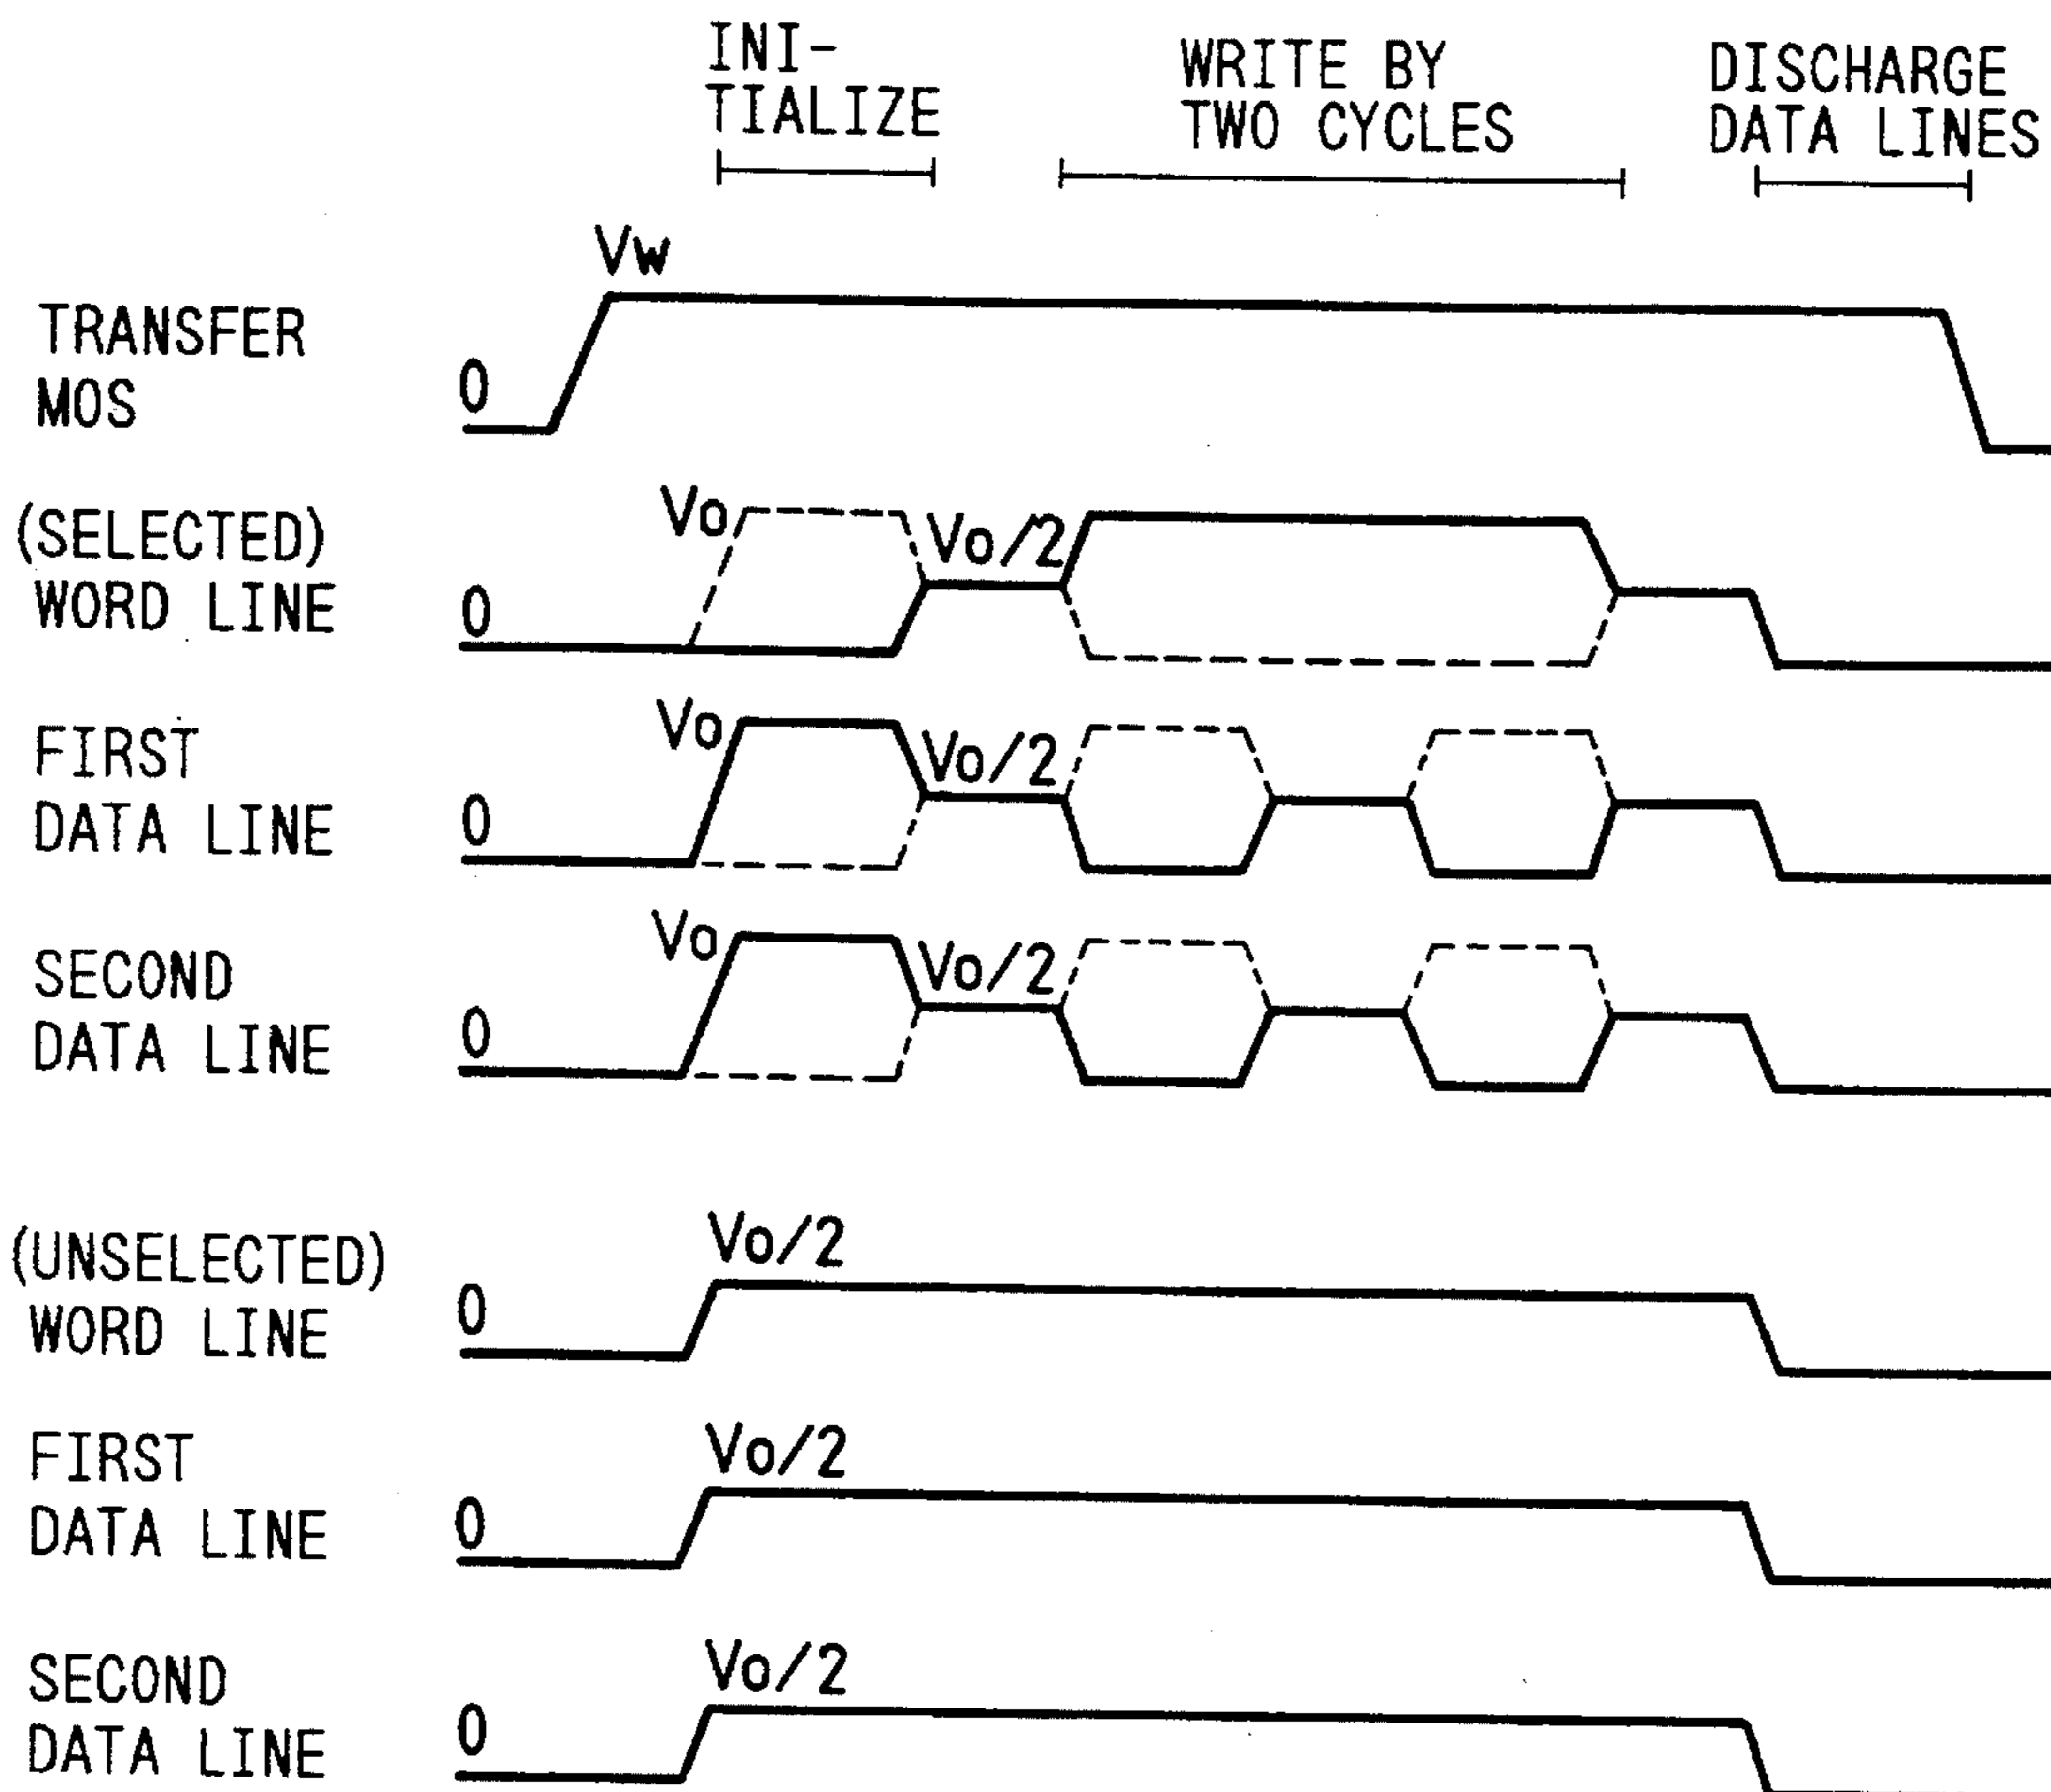 INI-
TIALIZE
WRITE BY
TWO CYCLES
DISCHARGE
DATA LINES
Vw
TRANSFER
MOS
0
(SELECTED)
WORD LINE
0
Vo
Vo/2
FIRST
DATA LINE
0
Vo
Vo/2
SECOND
DATA LINE
0
Vo
Vo/2
(UNSELECTED)
WORD LINE
0
Vo/2
FIRST
DATA LINE
0
Vo/2
SECOND
DATA LINE
0
Vo/2